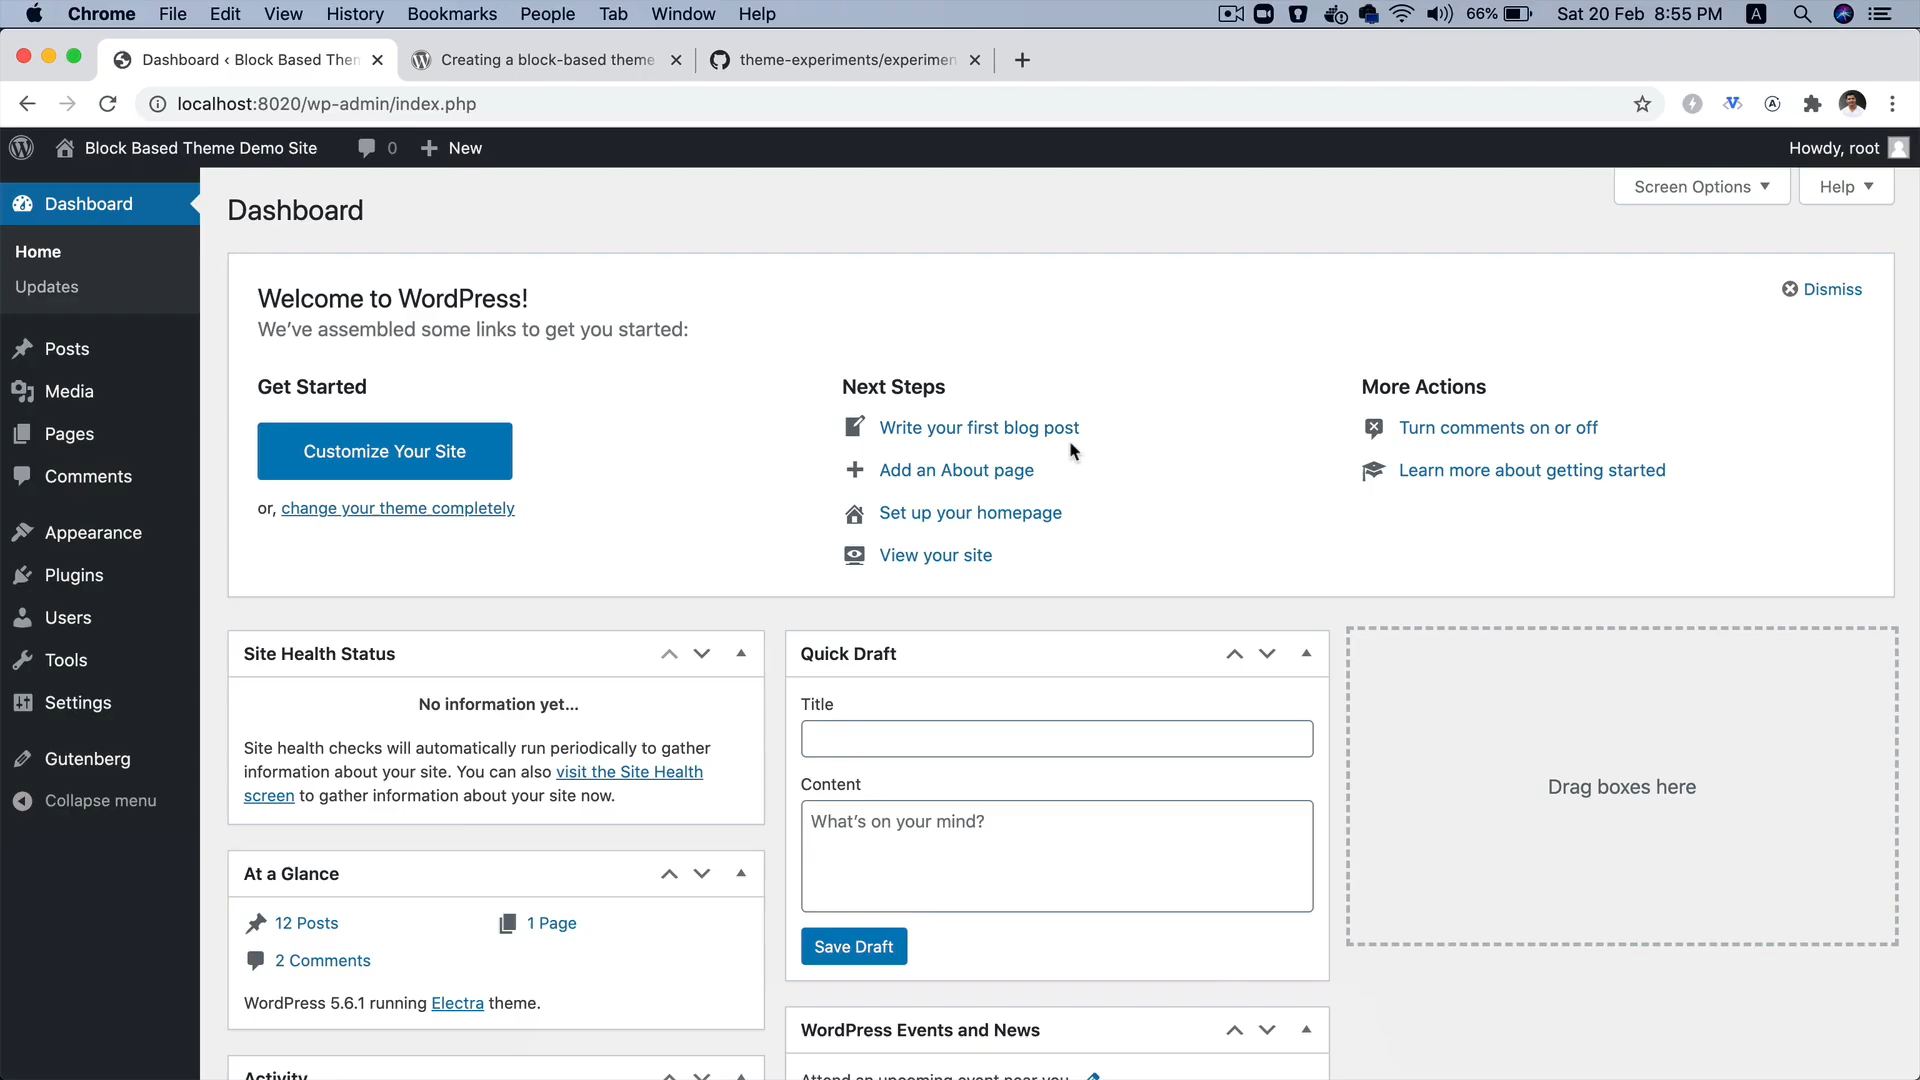 Chrome File Edit View History Bookmarks People Tab Window Help 66% Sat 20 Feb 8:55 PM A
Dashboard ‹ Block Based Then Creating a block-based theme theme-experiments/experimen
localhost:8020/wp-admin/index.php
Block Based Theme Demo Site 0 New Howdy, root
Screen Options Help
Dashboard
Home
Updates
Posts
Media
Pages
Comments
Appearance
Plugins
Users
Tools
Settings
Gutenberg
Collapse menu
Dashboard
Welcome to WordPress!
We've assembled some links to get you started:
Dismiss
Get Started
Customize Your Site
or, change your theme completely
Next Steps
Write your first blog post
Add an About page
Set up your homepage
View your site
More Actions
Turn comments on or off
Learn more about getting started
Site Health Status
No information yet...
Site health checks will automatically run periodically to gather
information about your site. You can also visit the Site Health
screen to gather information about your site now.
At a Glance
12 Posts 1 Page
2 Comments
WordPress 5.6.1 running Electra theme.
Activity
Quick Draft
Title
Content
What's on your mind?
Save Draft
WordPress Events and News
Attend an upcoming event near you.
Drag boxes here